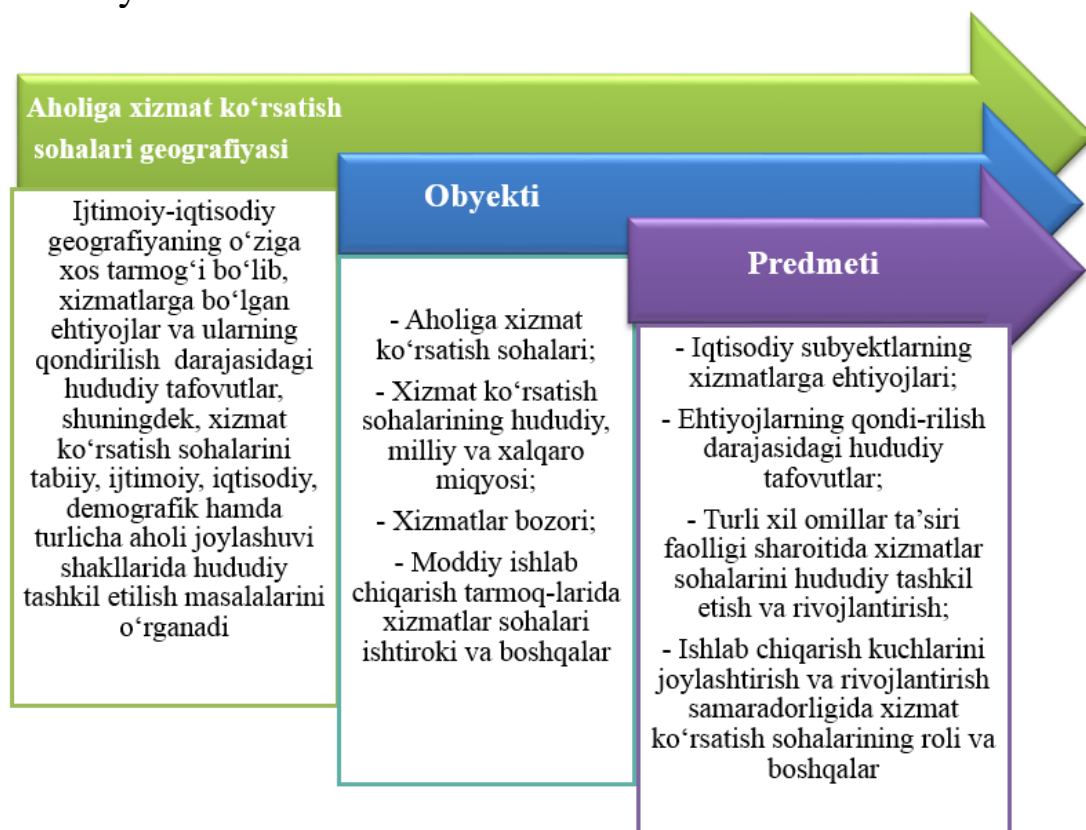 Aholiga xizmat ko‘rsatish
sohalari geografiyasi
Ijtimoiy-iqtisodiy
geografiyaning o‘ziga
xos tarmog‘i bo‘lib,
xizmatlarga bo‘lgan
ehtiyojlar va ularning
qondirilish darajasidagi
hududiy tafovutlar,
shuningdek, xizmat
ko‘rsatish sohalarini
tabiiy, ijtimoiy, iqtisodiy,
demografik hamda
turlicha aholi joylashuvi
shakllarida hududiy
tashkil etilish masalalarini
o‘rganadi
Obyekti
- Aholiga xizmat
ko‘rsatish sohalari;
- Xizmat ko‘rsatish
sohalarining hududiy,
milliy va xalqaro
miqyosi;
- Xizmatlar bozori;
- Moddiy ishlab
chiqarish tarmoq-larida
xizmatlar sohalari
ishtiroki va boshqalar
Predmeti
- Iqtisodiy subyektlarning
xizmatlarga ehtiyojlari;
- Ehtiyojlarning qondi-rilish
darajasidagi hududiy
tafovutlar;
- Turli xil omillar ta’siri
faolligi sharoitida xizmatlar
sohalarini hududiy tashkil
etish va rivojlantirish;
- Ishlab chiqarish kuchlarini
joylashtirish va rivojlantirish
samaradorligida xizmat
ko‘rsatish sohalarining roli va
boshqalar